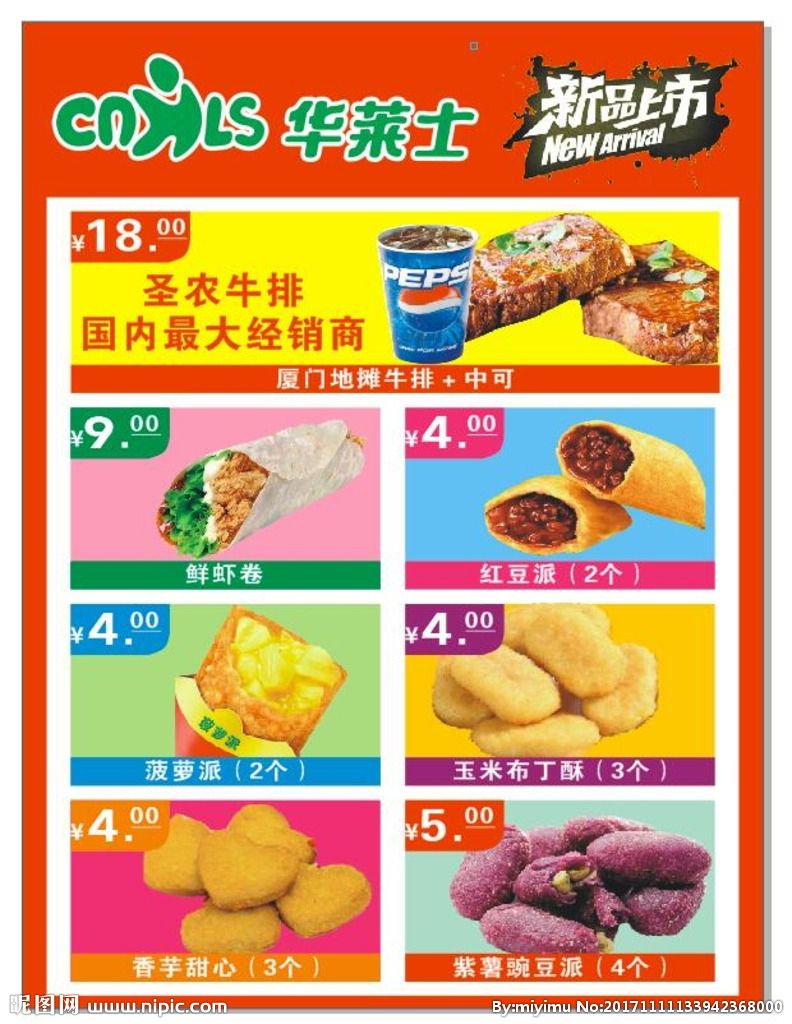 CNHLS 华莱士
新品上市
New Arrival
¥18.00
圣农牛排
国内最大经销商
PEPSI
厦门地摊牛排+中可
¥9.00
¥4.00
鲜虾卷
红豆派(2个)
¥4.00
¥4.00
菠萝派
菠萝派(2个)
玉米布丁酥(3个)
¥4.00
¥5.00
香芋甜心(3个)
紫薯豌豆派(4个)
昵图网 www.nipic.com
By:miyimu No:20171111133942368000